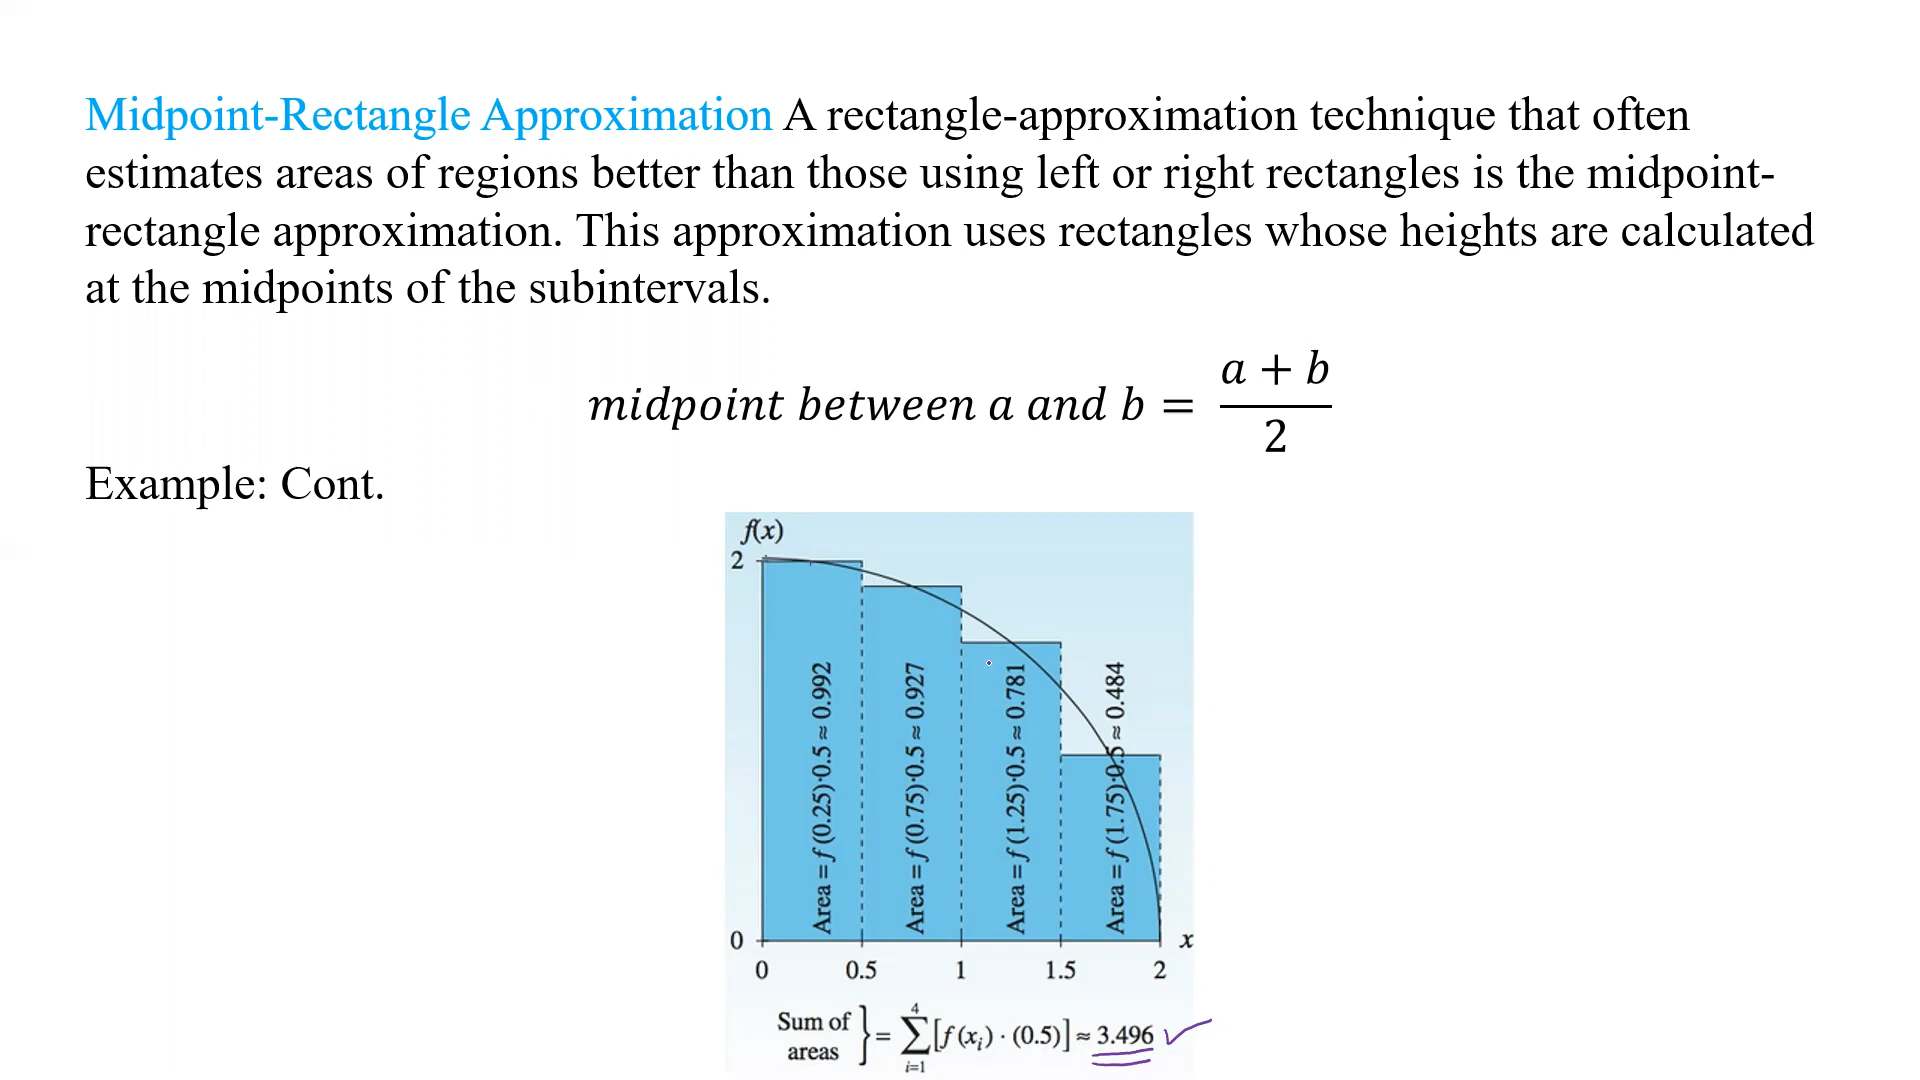 Midpoint-Rectangle Approximation A rectangle-approximation technique that often
estimates areas of regions better than those using left or right rectangles is the midpoint-
rectangle approximation. This approximation uses rectangles whose heights are calculated
at the midpoints of the subintervals.
midpoint between a and b = \frac{a + b}{2}
Example: Cont.
f(x)
2
Area = f (0.25)·0.5 ≈ 0.992
Area = f (0.75)·0.5 ≈ 0.927
Area = f (1.25)·0.5 ≈ 0.781
Area = f (1.75)·0.5 ≈ 0.484
0
x
0 0.5 1 1.5 2
Sum of areas } = \sum_{i=1}^{4} [f (x_i) · (0.5)] ≈ 3.496 ✓